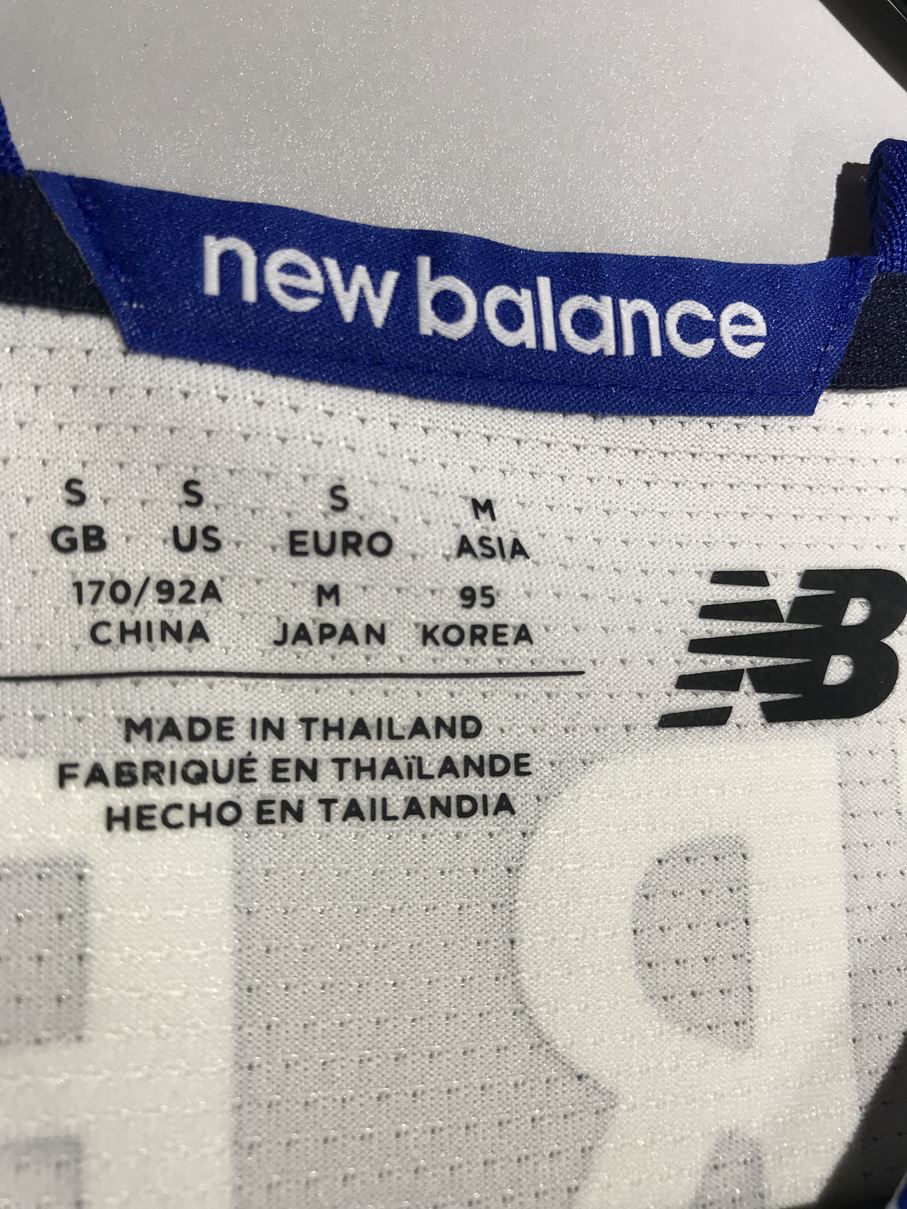 new balance
S S S M
GB US EURO ASIA
170/92A M 95
CHINA JAPAN KOREA
NB
MADE IN THAILAND
FABRIQUÉ EN THAÏLANDE
HECHO EN TAILANDIA